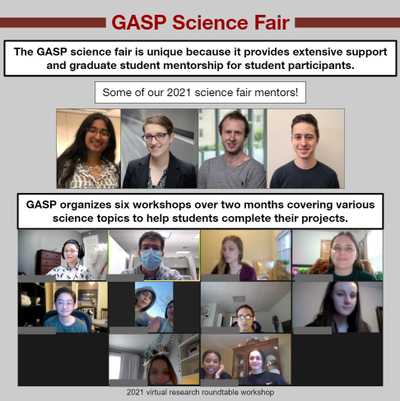 GASP Science Fair
The GASP science fair is unique because it provides extensive support
and graduate student mentorship for student participants.
Some of our 2021 science fair mentors!
GASP organizes six workshops over two months covering various
science topics to help students complete their projects.
2021 virtual research roundtable workshop